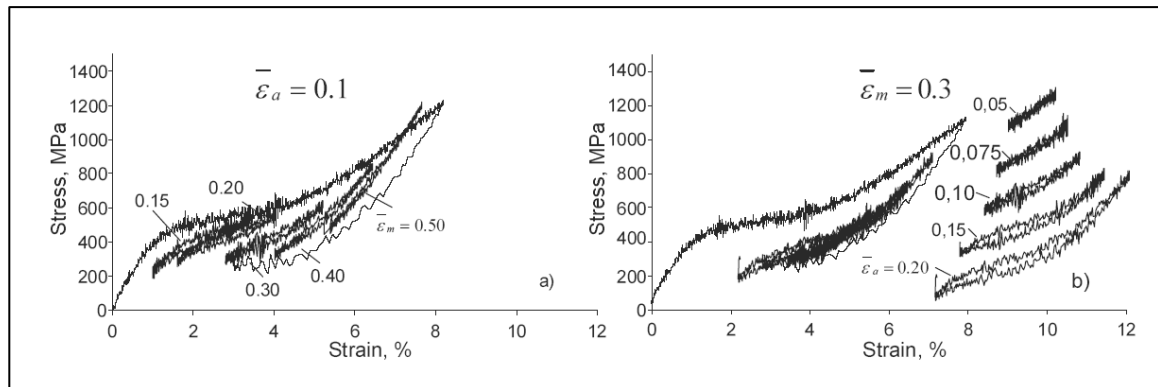 1400
1200
1000
800
600
400
200
0
Stress, MPa
ε̄a = 0.1
0.15
0.20
ε̄m = 0.50
0.40
0.30
a)
0 2 4 6 8 10 12
Strain, %
1400
1200
1000
800
600
400
200
0
Stress, MPa
ε̄m = 0.3
0,05
0,075
0,10
0,15
ε̄a = 0.20
b)
0 2 4 6 8 10 12
Strain, %